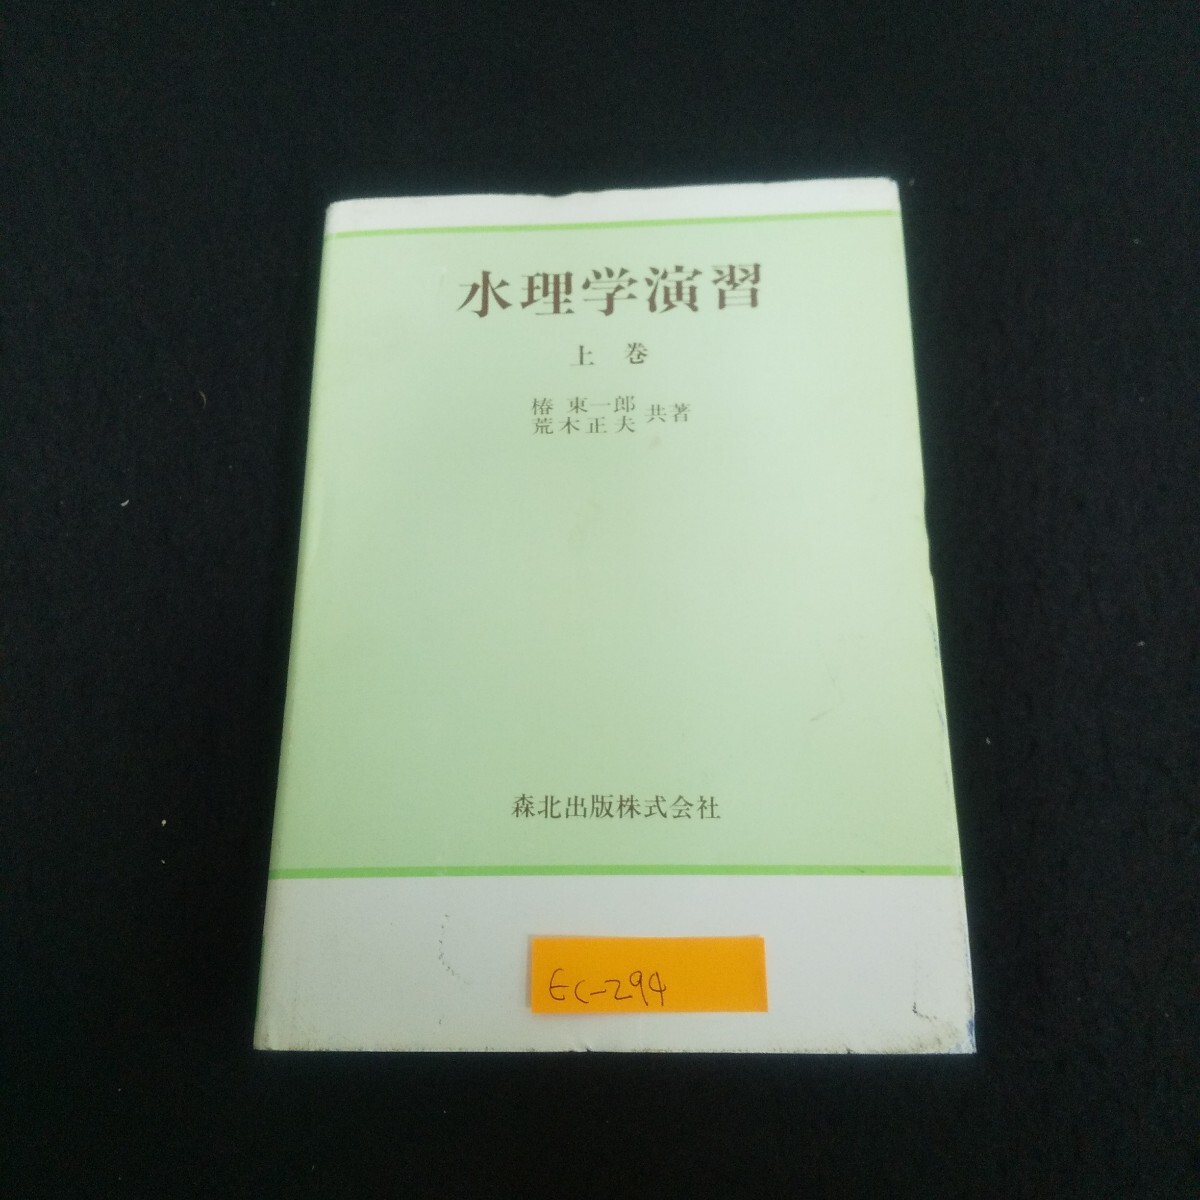 水理学演習
上巻
椿 東一郎
荒木正夫 共著
森北出版株式会社
EC-294